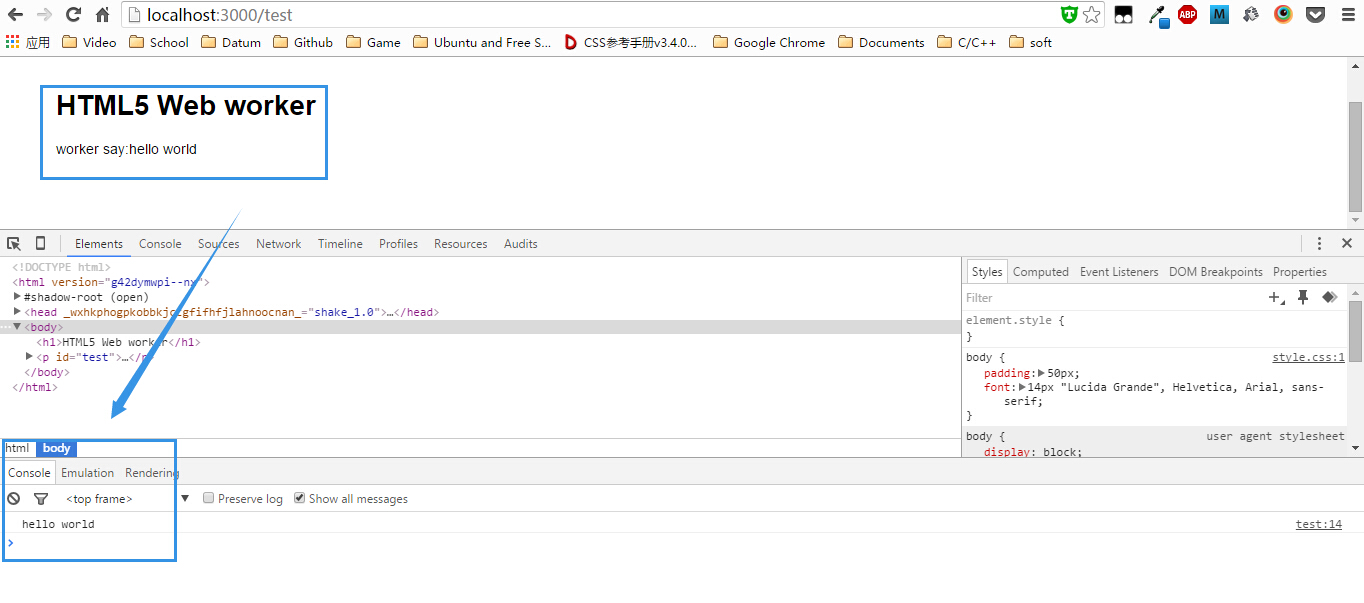 localhost:3000/test
ABP
M
应用 Video School Datum Github Game Ubuntu and Free S... CSS参考手册v3.4.0... Google Chrome Documents C/C++ soft
HTML5 Web worker
worker say:hello world
Elements Console Sources Network Timeline Profiles Resources Audits
<!DOCTYPE html>
<html version="g42dymwpi--nx">
#shadow-root (open)
<head _wxhkphogpkobbkjcrgfifhfjlahnoocnan_="shake_1.0">…</head>
<body>
<h1>HTML5 Web worker</h1>
<p id="test">…</p>
</body>
</html>
html body
Styles Computed Event Listeners DOM Breakpoints Properties
Filter
element.style {
}
body { style.css:1
padding: 50px;
font: 14px "Lucida Grande", Helvetica, Arial, sans-
serif;
}
body { user agent stylesheet
display: block;
Console Emulation Rendering
<top frame> Preserve log Show all messages
hello world test:14